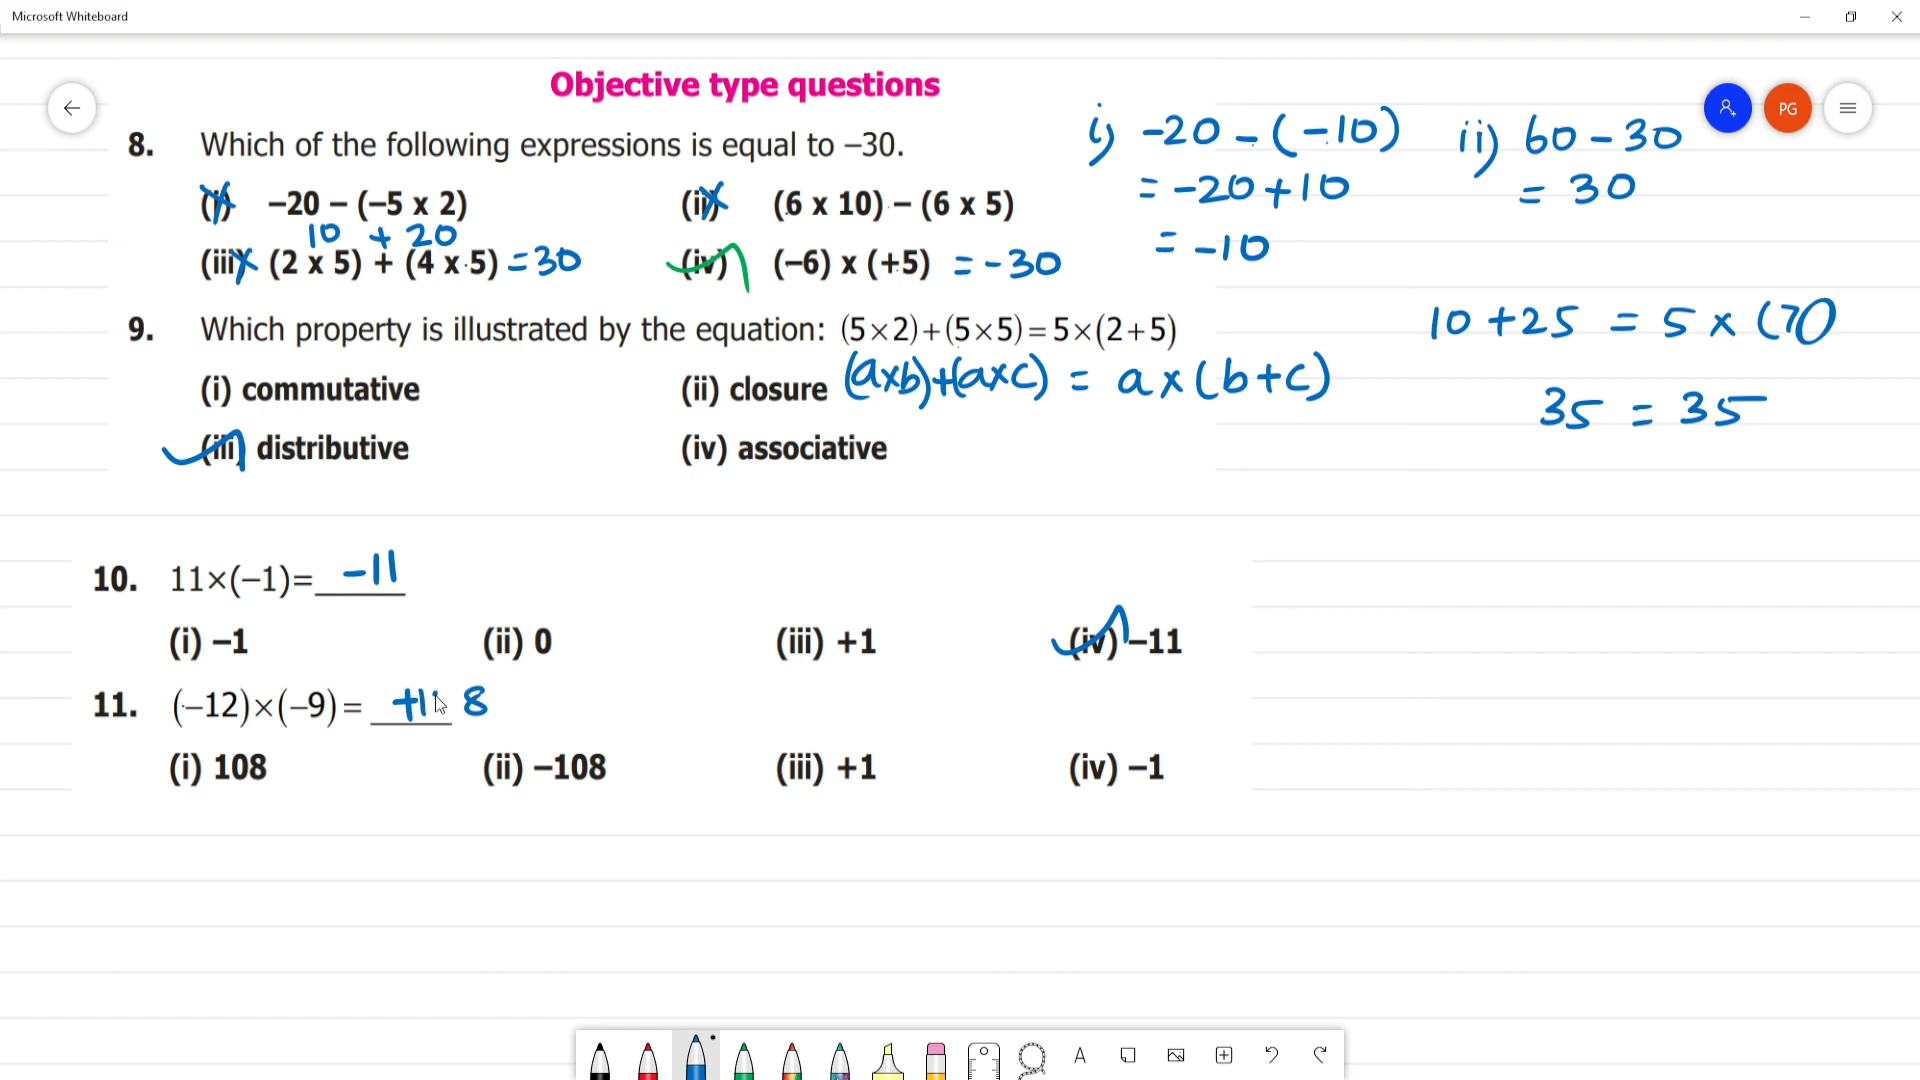 Microsoft Whiteboard
Objective type questions
PG
8. Which of the following expressions is equal to –30.
(i) –20 – (–5 x 2) (ii) (6 x 10) – (6 x 5)
10 + 20
(iii) (2 x 5) + (4 x 5) = 30 (iv) (–6) x (+5) = -30
i) -20 - (-10)
= -20 + 10
= -10
ii) 60 - 30
= 30
9. Which property is illustrated by the equation: (5×2)+(5×5)=5×(2+5)
(axb)+(axc) = a x (b+c)
(i) commutative (ii) closure
(iii) distributive (iv) associative
10 + 25 = 5 x (7)
35 = 35
10. 11×(–1)= -11
(i) –1 (ii) 0 (iii) +1 (iv) –11
11. (–12)×(–9)= 8
(i) 108 (ii) –108 (iii) +1 (iv) –1
A